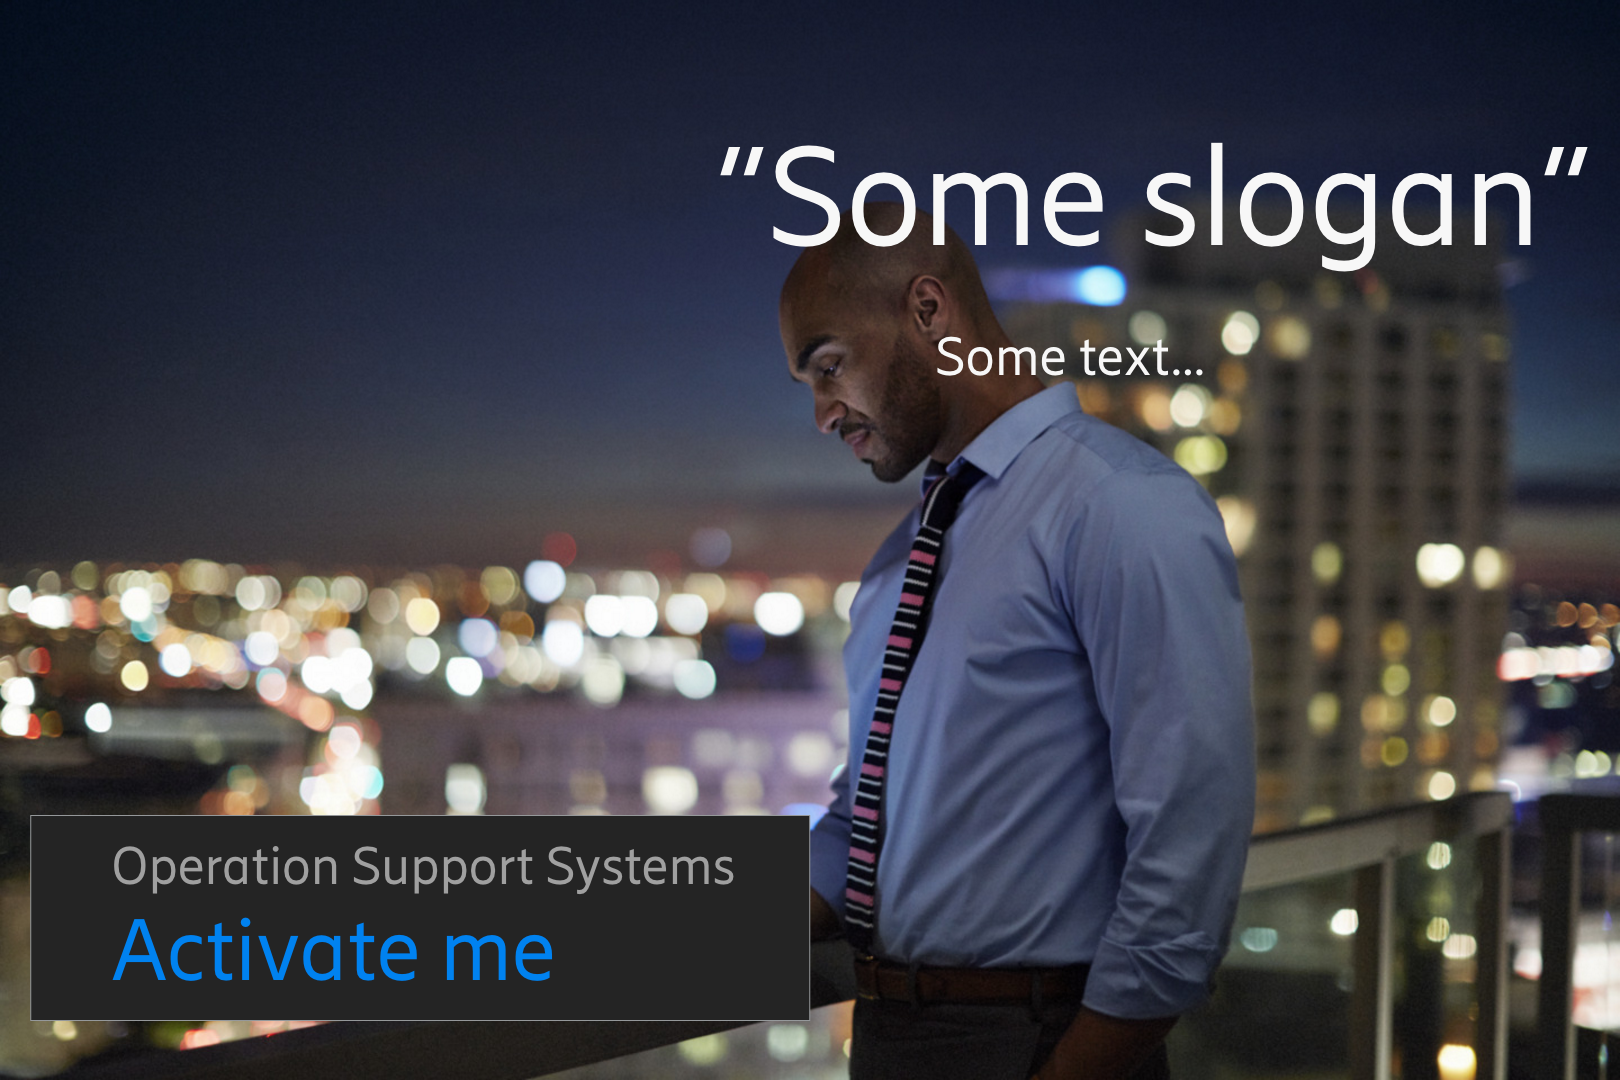 ”Some slogan”
Some text...
Operation Support Systems
Activate me